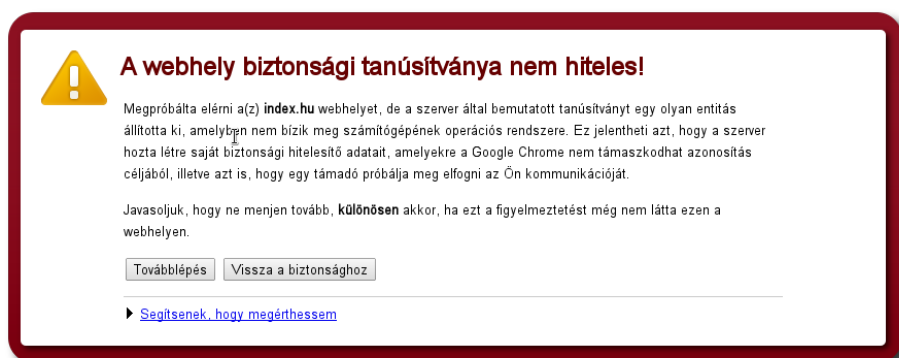 A webhely biztonsági tanúsítványa nem hiteles!
Megpróbálta elérni a(z) index.hu webhelyet, de a szerver által bemutatott tanúsítványt egy olyan entitás
állította ki, amelyben nem bízik meg számítógépének operációs rendszere. Ez jelentheti azt, hogy a szerver
hozta létre saját biztonsági hitelesítő adatait, amelyekre a Google Chrome nem támaszkodhat azonosítás
céljából, illetve azt is, hogy egy támadó próbálja meg elfogni az Ön kommunikációját.
Javasoljuk, hogy ne menjen tovább, különösen akkor, ha ezt a figyelmeztetést még nem látta ezen a
webhelyen.
Továbblépés Vissza a biztonsághoz
Segítsenek, hogy megérthessem